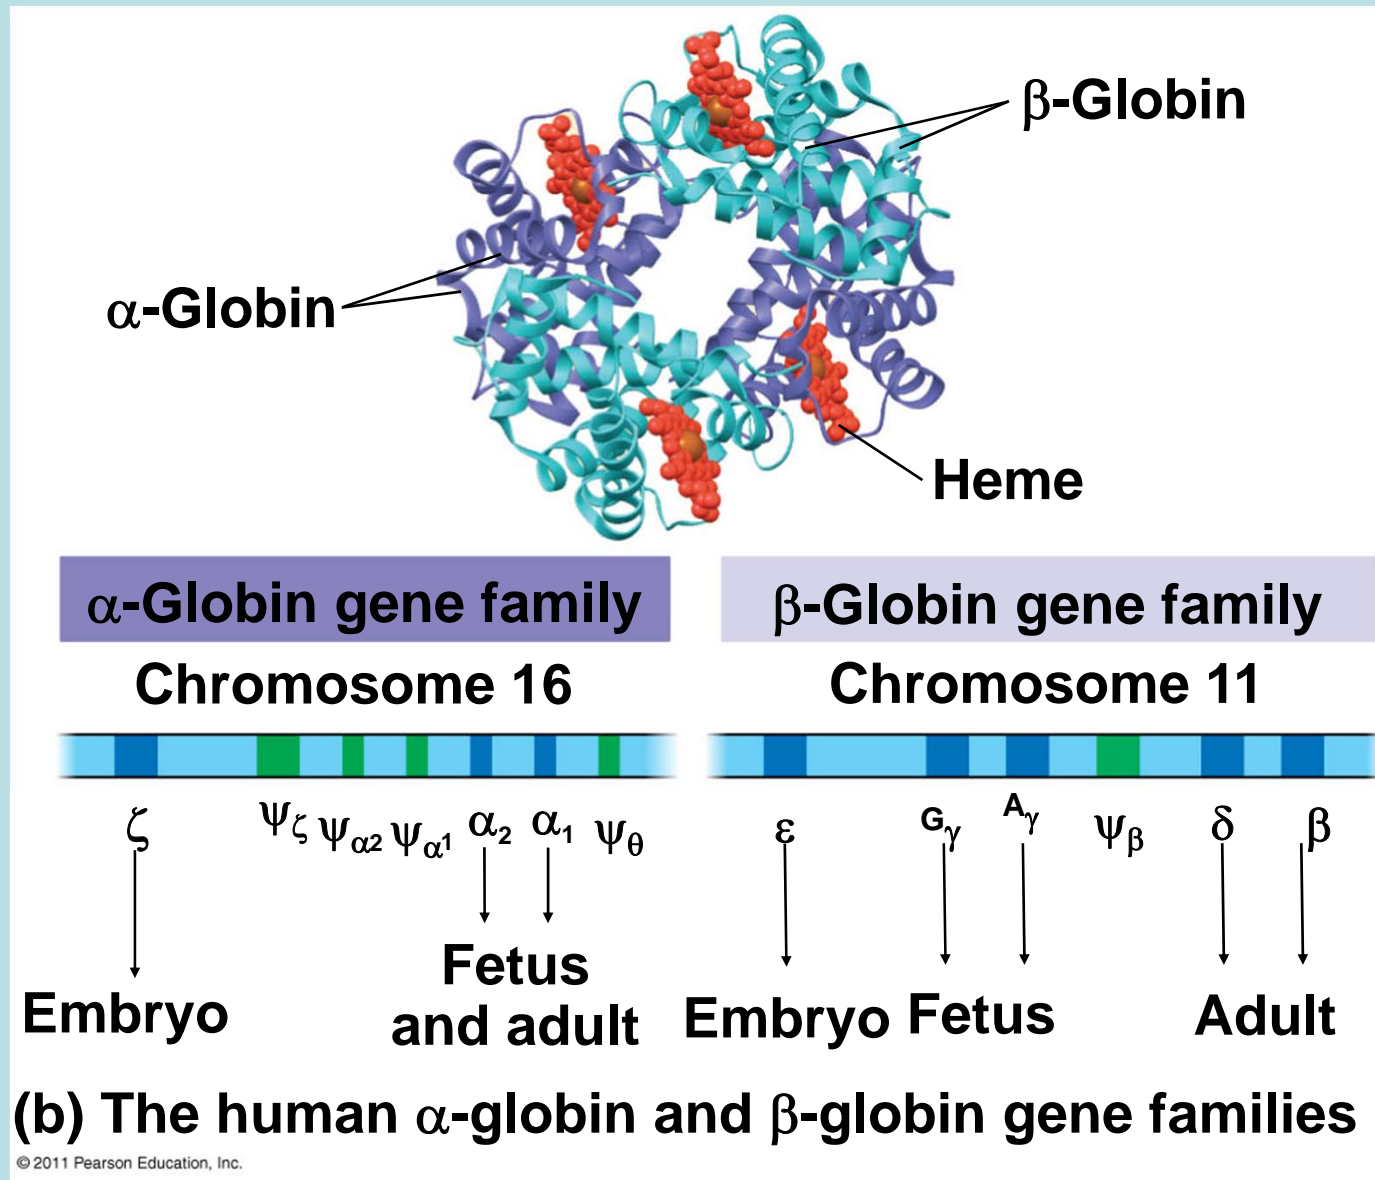 β-Globin
α-Globin
Heme
α-Globin gene family
β-Globin gene family
Chromosome 16
Chromosome 11
ζ ψζ ψα2 ψα1 α2 α1 ψθ
ε Gγ Aγ ψβ δ β
Embryo
Fetus
and adult
Embryo Fetus Adult
(b) The human α-globin and β-globin gene families
© 2011 Pearson Education, Inc.